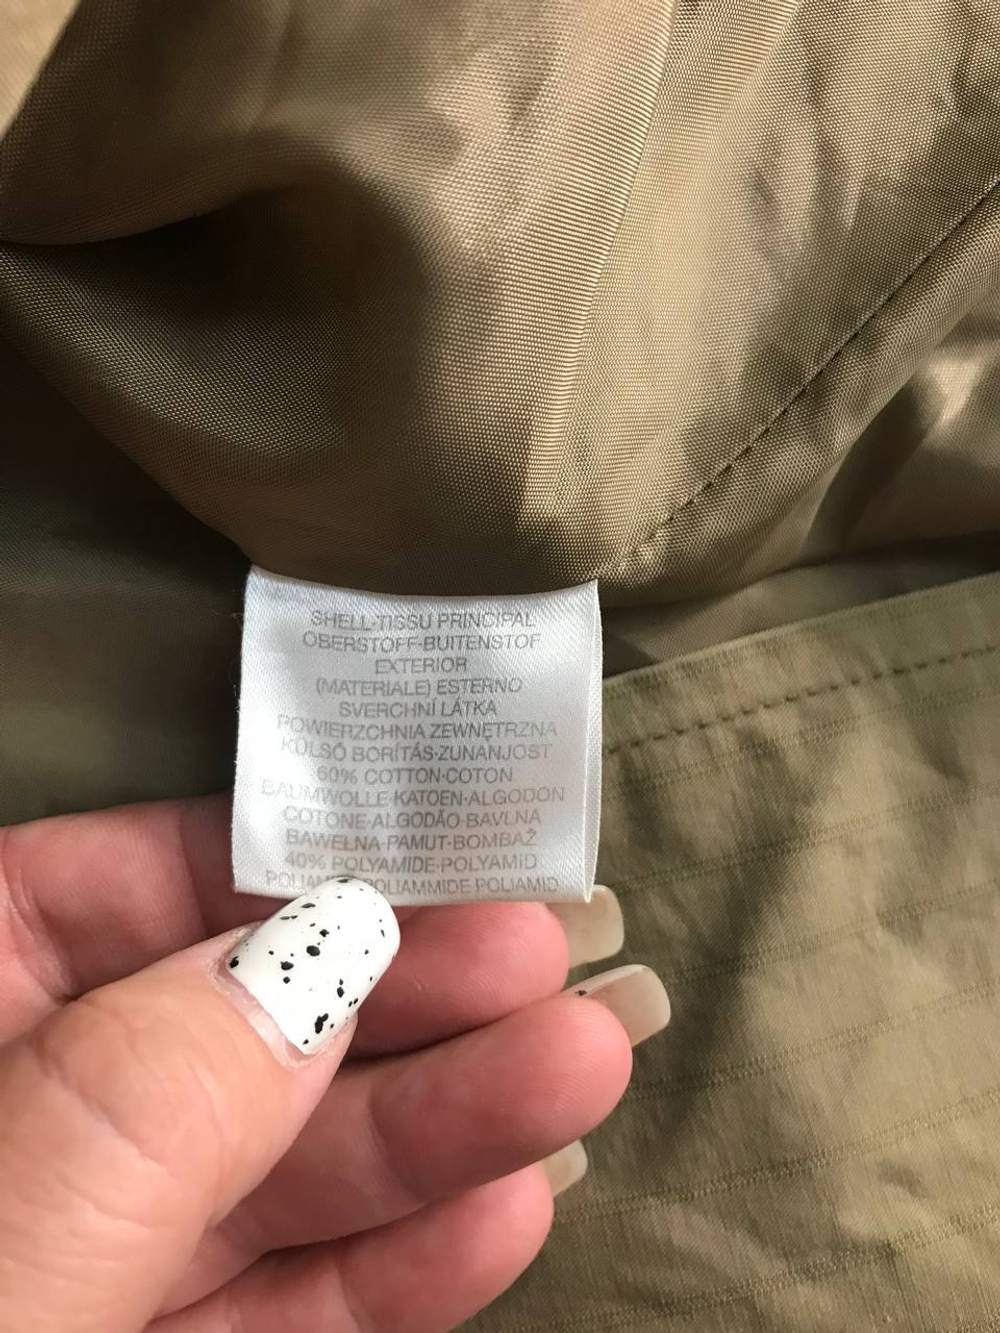 SHELL·TISSU PRINCIPAL
OBERSTOFF·BUITENSTOF
EXTERIOR
(MATERIALE) ESTERNO
SVERCHNÍ LÁTKA
POWIERZCHNIA ZEWNĘTRZNA
KÜLSŐ BORÍTÁS·ZUNANJOST
60% COTTON·COTON
BAUMWOLLE·KATOEN·ALGODON
COTONE·ALGODÃO·BAVLNA
BAWEŁNA·PAMUT·BOMBAŽ
40% POLYAMIDE·POLYAMID
POLIAMMIDE·POLIAMID